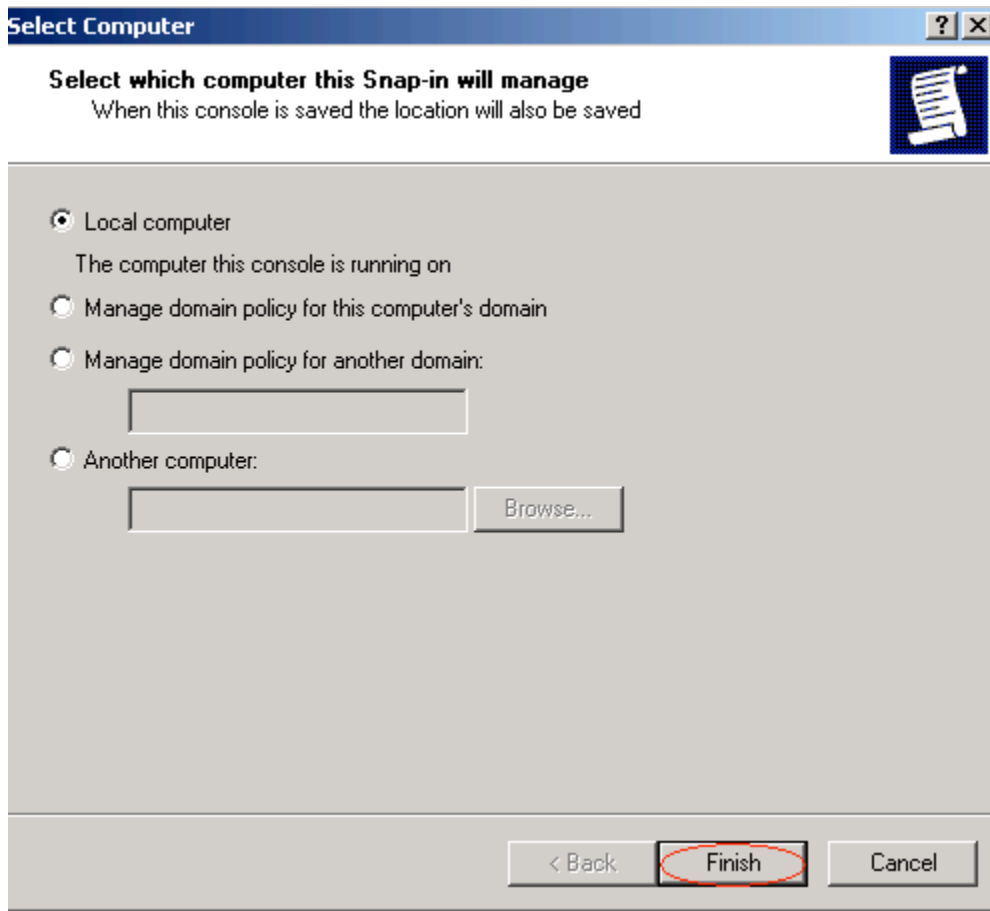 Select Computer
Select which computer this Snap-in will manage
When this console is saved the location will also be saved
Local computer
The computer this console is running on
Manage domain policy for this computer's domain
Manage domain policy for another domain:
Another computer:
Browse...
< Back
Finish
Cancel